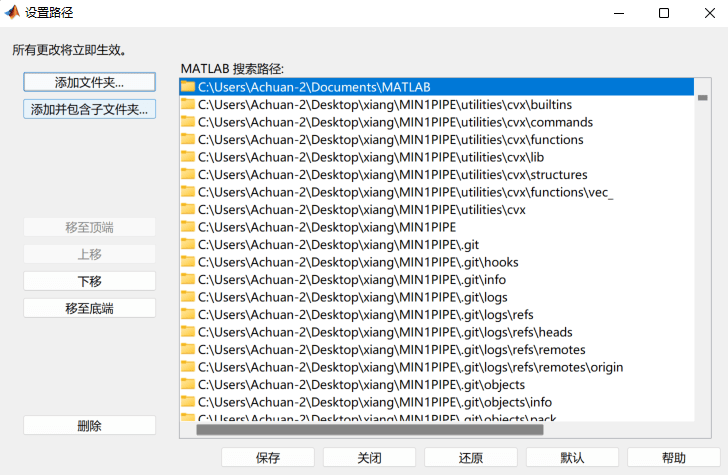 设置路径
所有更改将立即生效。
MATLAB 搜索路径:
添加文件夹...
添加并包含子文件夹...
移至顶端
上移
下移
移至底端
删除
C:\Users\Achuan-2\Documents\MATLAB
C:\Users\Achuan-2\Desktop\xiang\MIN1PIPE\utilities\cvx\builtins
C:\Users\Achuan-2\Desktop\xiang\MIN1PIPE\utilities\cvx\commands
C:\Users\Achuan-2\Desktop\xiang\MIN1PIPE\utilities\cvx\functions
C:\Users\Achuan-2\Desktop\xiang\MIN1PIPE\utilities\cvx\lib
C:\Users\Achuan-2\Desktop\xiang\MIN1PIPE\utilities\cvx\structures
C:\Users\Achuan-2\Desktop\xiang\MIN1PIPE\utilities\cvx\functions\vec_
C:\Users\Achuan-2\Desktop\xiang\MIN1PIPE\utilities\cvx
C:\Users\Achuan-2\Desktop\xiang\MIN1PIPE
C:\Users\Achuan-2\Desktop\xiang\MIN1PIPE\.git
C:\Users\Achuan-2\Desktop\xiang\MIN1PIPE\.git\hooks
C:\Users\Achuan-2\Desktop\xiang\MIN1PIPE\.git\info
C:\Users\Achuan-2\Desktop\xiang\MIN1PIPE\.git\logs
C:\Users\Achuan-2\Desktop\xiang\MIN1PIPE\.git\logs\refs
C:\Users\Achuan-2\Desktop\xiang\MIN1PIPE\.git\logs\refs\heads
C:\Users\Achuan-2\Desktop\xiang\MIN1PIPE\.git\logs\refs\remotes
C:\Users\Achuan-2\Desktop\xiang\MIN1PIPE\.git\logs\refs\remotes\origin
C:\Users\Achuan-2\Desktop\xiang\MIN1PIPE\.git\objects
C:\Users\Achuan-2\Desktop\xiang\MIN1PIPE\.git\objects\info
C:\Users\Achuan-2\Desktop\xiang\MIN1PIPE\.git\objects\pack
保存
关闭
还原
默认
帮助